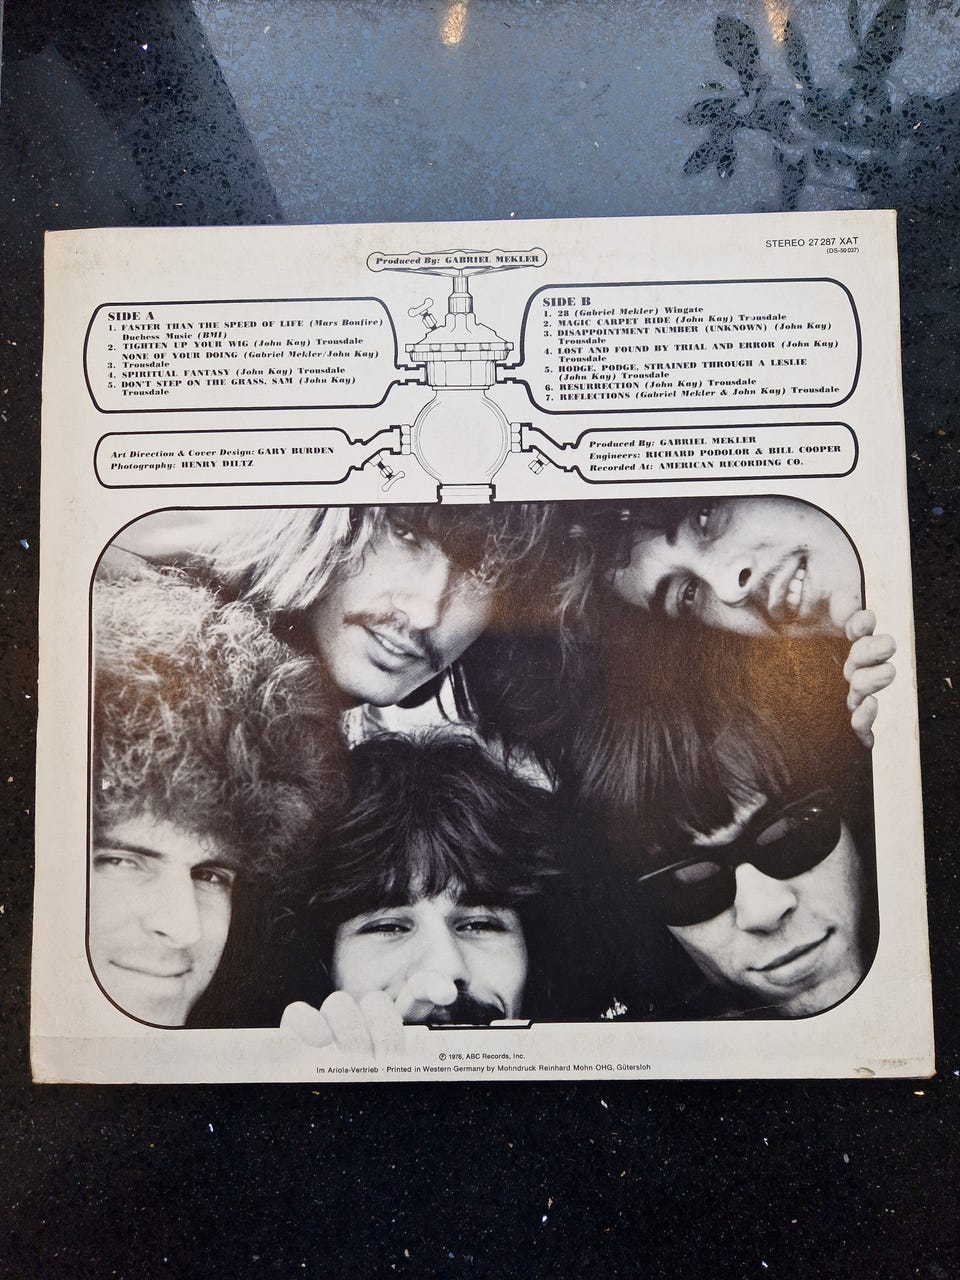 STEREO 27 287 XAT
(DS-50 037)
Produced By: GABRIEL MEKLER
SIDE A
1. FASTER THAN THE SPEED OF LIFE (Mars Bonfire)
Duchess Music (BMI)
2. TIGHTEN UP YOUR WIG (John Kay) Trousdale
NONE OF YOUR DOING (Gabriel Mekler/John Kay)
3. Trousdale
4. SPIRITUAL FANTASY (John Kay) Trousdale
5. DON'T STEP ON THE GRASS, SAM (John Kay)
Trousdale
SIDE B
1. 28 (Gabriel Mekler) Wingate
2. MAGIC CARPET RIDE (John Kay) Trousdale
3. DISAPPOINTMENT NUMBER (UNKNOWN) (John Kay)
Trousdale
4. LOST AND FOUND BY TRIAL AND ERROR (John Kay)
Trousdale
5. HODGE, PODGE, STRAINED THROUGH A LESLIE
(John Kay) Trousdale
6. RESURRECTION (John Kay) Trousdale
7. REFLECTIONS (Gabriel Mekler & John Kay) Trousdale
Art Direction & Cover Design: GARY BURDEN
Photography: HENRY DILTZ
Produced By: GABRIEL MEKLER
Engineers: RICHARD PODOLOR & BILL COOPER
Recorded At: AMERICAN RECORDING CO.
Ⓟ 1976, ABC Records, Inc.
Im Ariola-Vertrieb · Printed in Western Germany by Mohndruck Reinhard Mohn OHG, Gütersloh